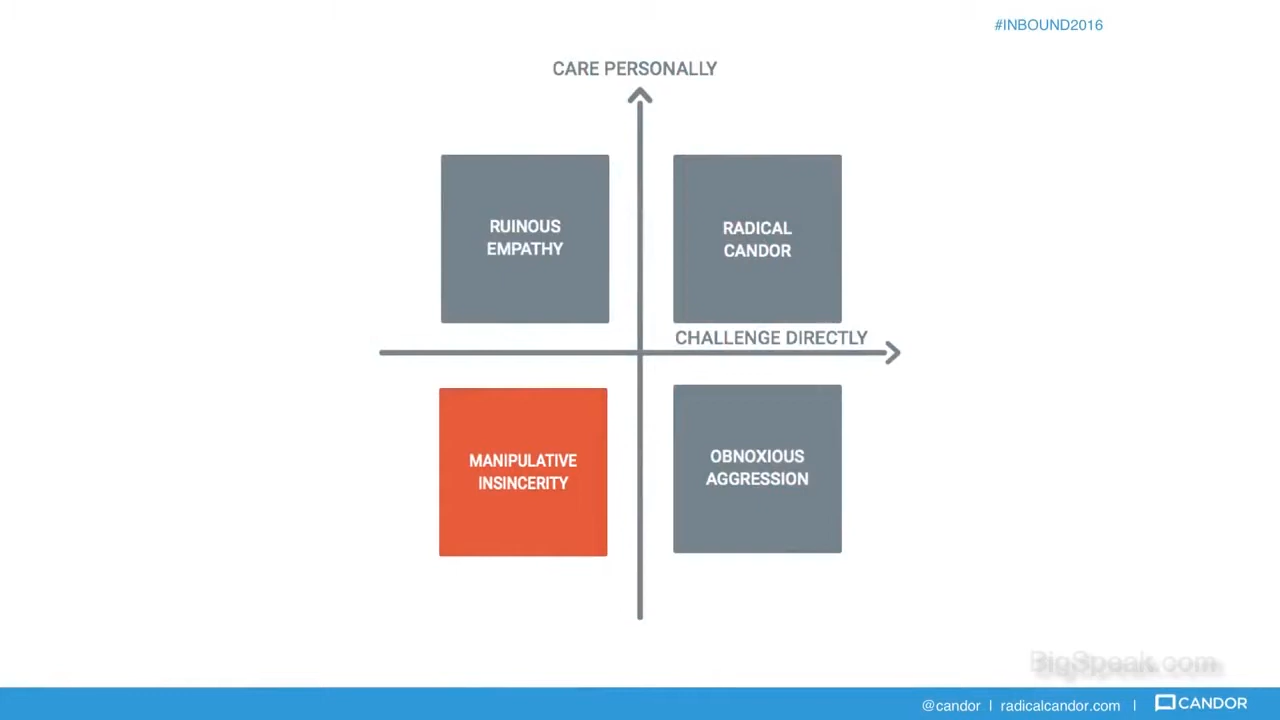 #INBOUND2016
CARE PERSONALLY
RUINOUS
EMPATHY
RADICAL
CANDOR
CHALLENGE DIRECTLY
MANIPULATIVE
INSINCERITY
OBNOXIOUS
AGGRESSION
BigSpeak.com
@candor | radicalcandor.com | CANDOR